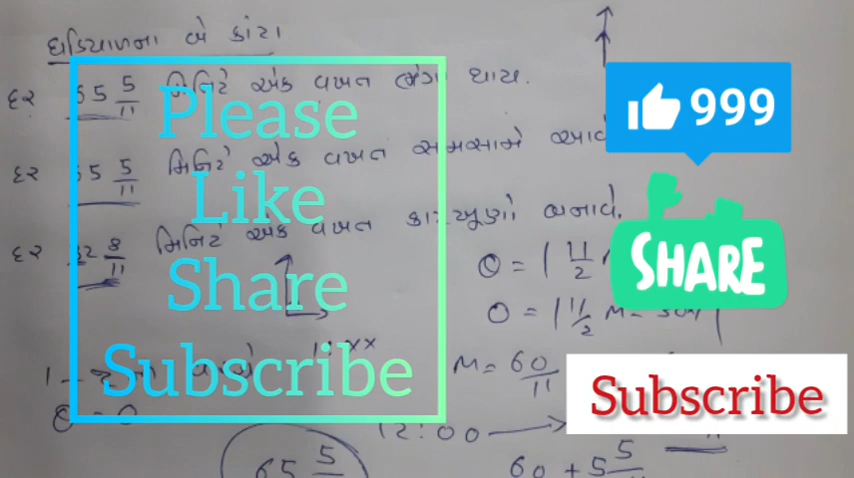 ઘડિયાળના બે કાંટા
દર 65 5/11 મિનિટે એક વખત ભેગા થાય.
દર 65 5/11 મિનિટે એક વખત સામસામે આવે
દર 32 8/11 મિનિટે એક વખત કાટખૂણો બનાવે.
Please
Like
Share
Subscribe
999
SHARE
Subscribe
θ = | 11/2
θ = | 11/2 M - 30H |
M = 60/11
θ = 0
12:00
65 5
60 + 5 5/11